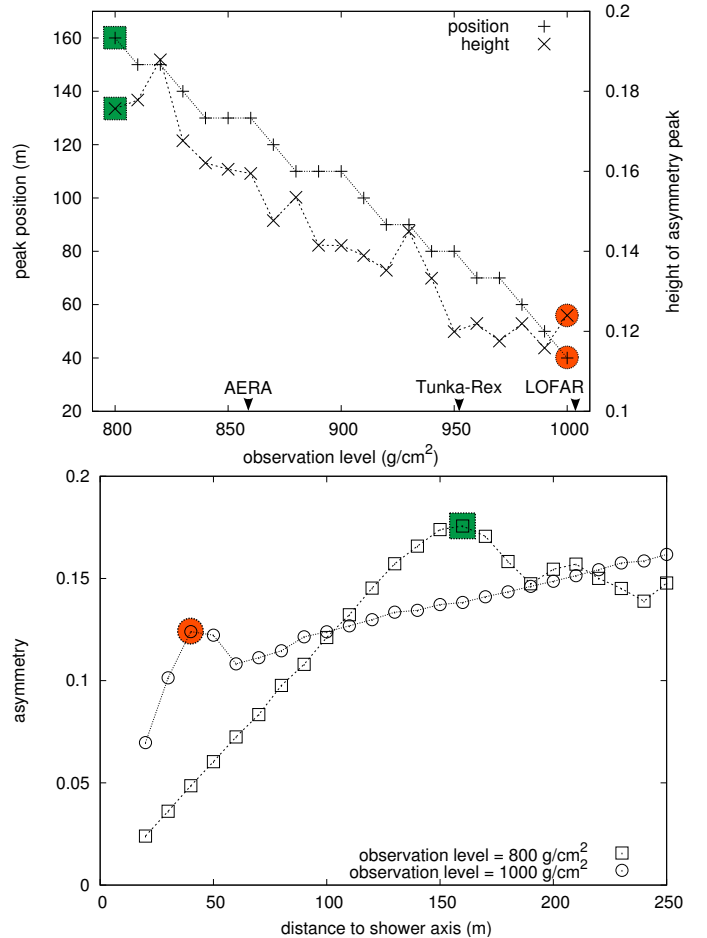 160
140
120
100
80
60
40
20
peak position (m)
0.2
0.18
0.16
0.14
0.12
0.1
height of asymmetry peak
position
height
AERA
Tunka-Rex
LOFAR
800
850
900
950
1000
observation level (g/cm²)
0.2
0.15
0.1
0.05
0
asymmetry
observation level = 800 g/cm²
observation level = 1000 g/cm²
0
50
100
150
200
250
distance to shower axis (m)